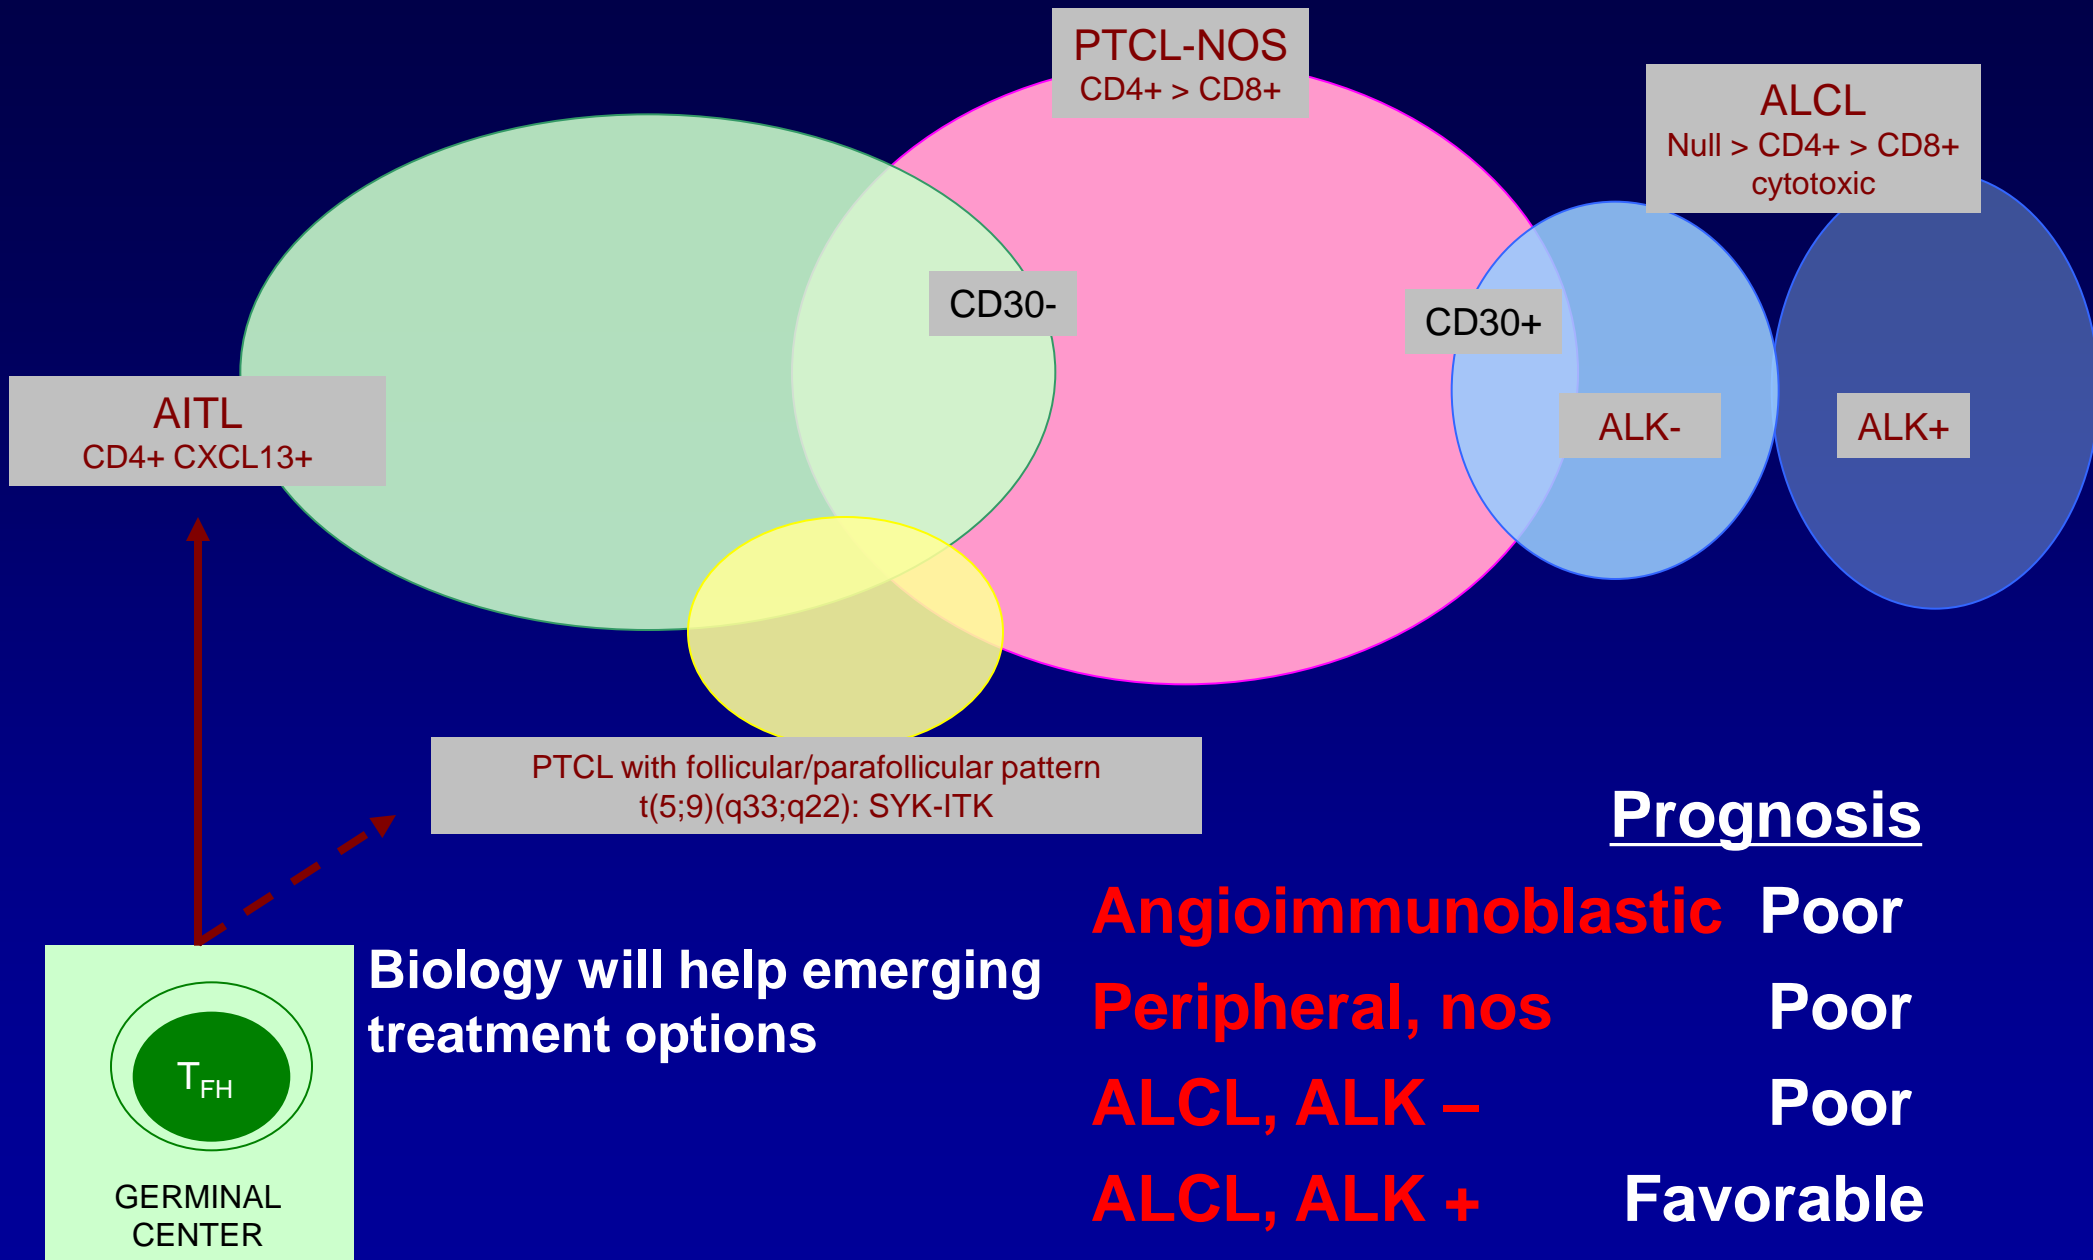 PTCL-NOS
CD4+ > CD8+
ALCL
Null > CD4+ > CD8+
cytotoxic
CD30-
CD30+
AITL
CD4+ CXCL13+
ALK-
ALK+
PTCL with follicular/parafollicular pattern
t(5;9)(q33;q22): SYK-ITK
Prognosis
Angioimmunoblastic Poor
Peripheral, nos Poor
ALCL, ALK – Poor
ALCL, ALK + Favorable
Biology will help emerging
treatment options
TFH
GERMINAL
CENTER